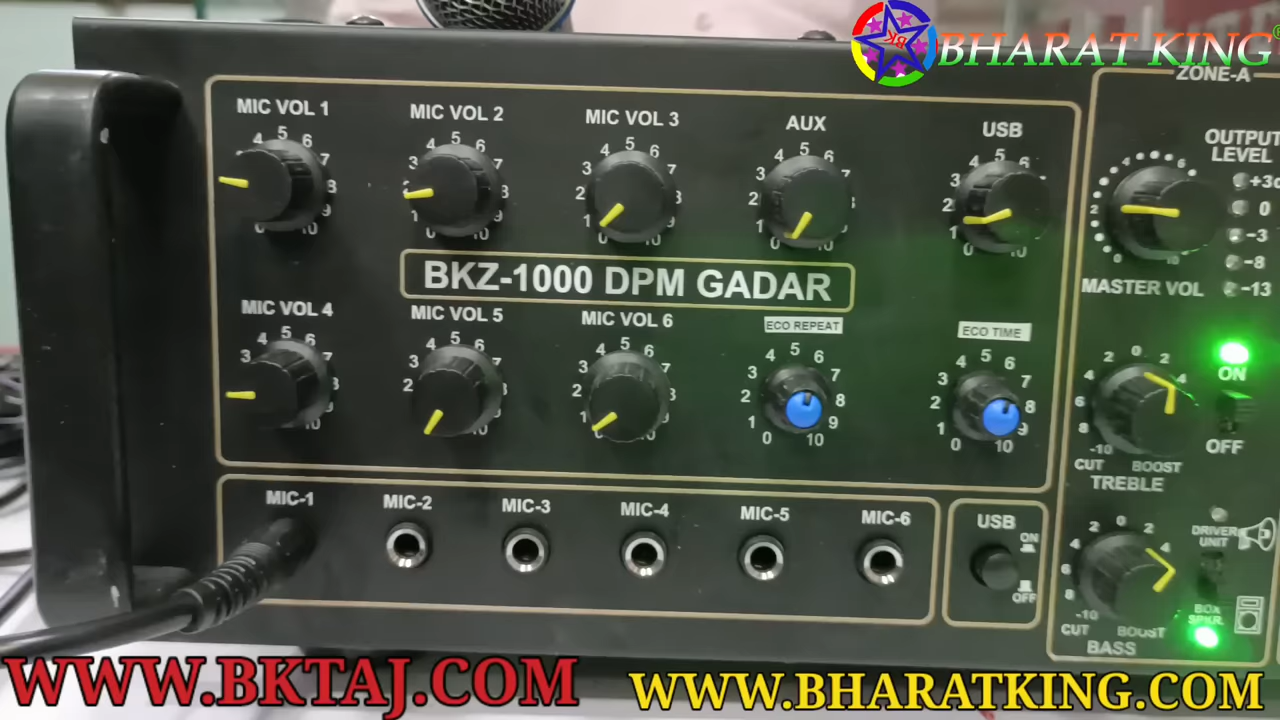 BK BHARAT KING
ZONE-A
MIC VOL 1 MIC VOL 2 MIC VOL 3 AUX USB
OUTPUT
LEVEL
0
-3
-8
-13
MASTER VOL
BKZ-1000 DPM GADAR
MIC VOL 4 MIC VOL 5 MIC VOL 6 ECO REPEAT ECO TIME
ON
OFF
CUT BOOST
TREBLE
MIC-1 MIC-2 MIC-3 MIC-4 MIC-5 MIC-6
USB
ON
OFF
DRIVER
UNIT
BOX
SPKR.
CUT BOOST
BASS
WWW.BKTAJ.COM WWW.BHARATKING.COM